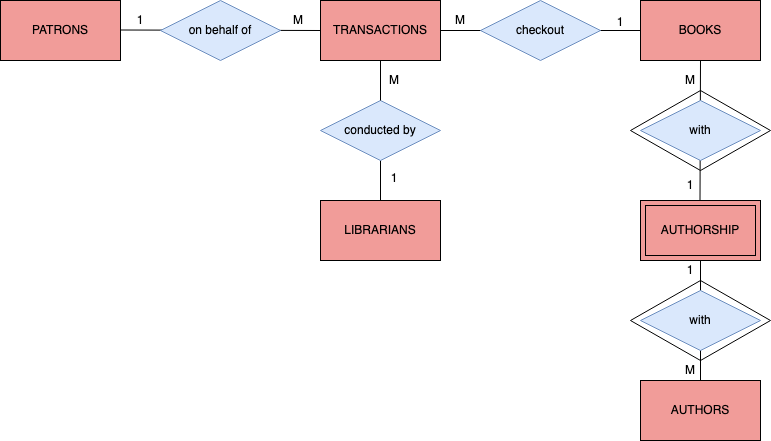 PATRONS
1
on behalf of
M
TRANSACTIONS
M
checkout
1
BOOKS
M
conducted by
1
LIBRARIANS
M
with
1
AUTHORSHIP
1
with
M
AUTHORS